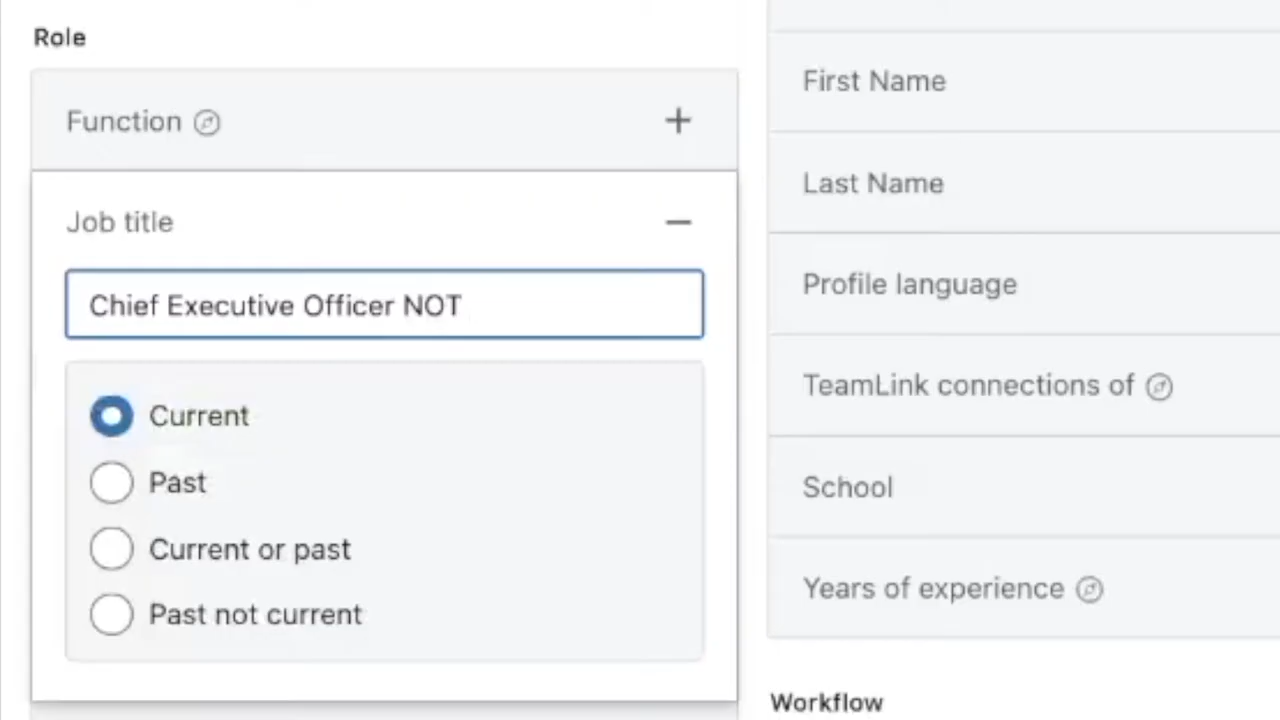 Role
Function
Job title
Chief Executive Officer NOT
Current
Past
Current or past
Past not current
First Name
Last Name
Profile language
TeamLink connections of
School
Years of experience
Workflow